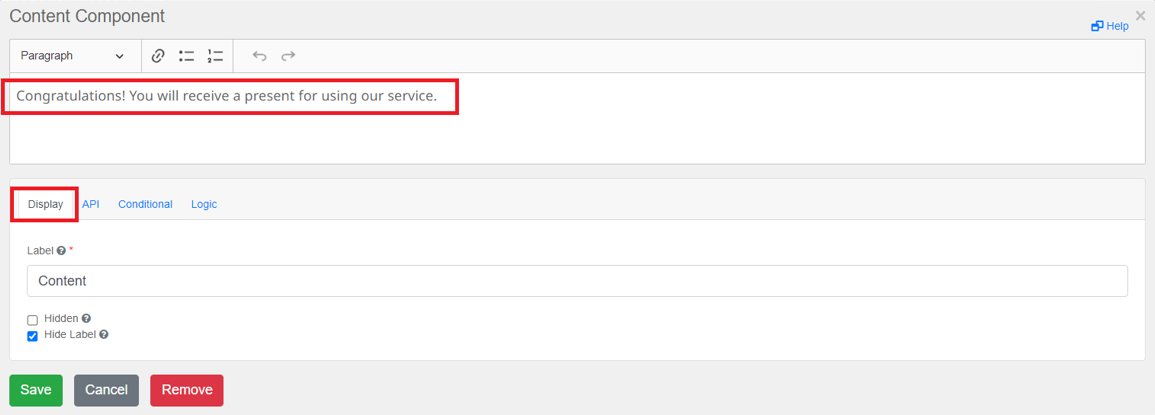 Content Component
×
Help
Paragraph
Congratulations! You will receive a present for using our service.
Display API Conditional Logic
Label *
Content
Hidden
Hide Label
Save Cancel Remove